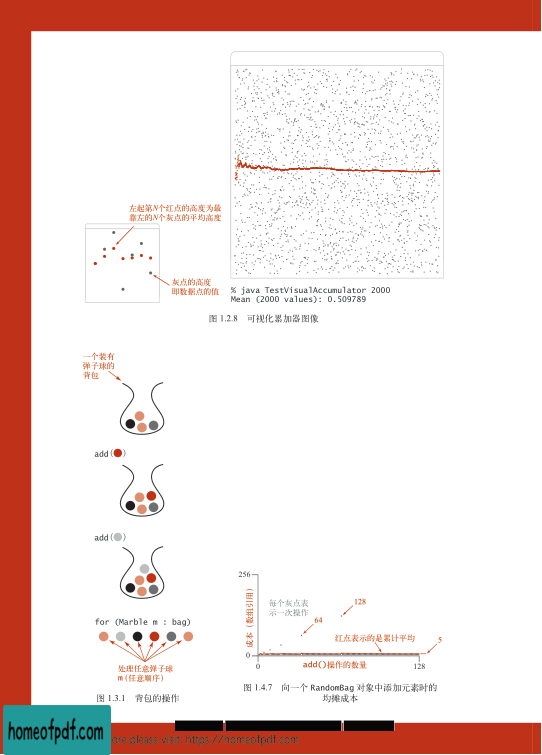 左起第N个红点的高度为最
靠左的N个灰点的平均高度
灰点的高度
即数据点的值
% java TestVisualAccumulator 2000
Mean (2000 values): 0.509789
图 1.2.8 可视化累加器图像
一个装有
弹子球的
背包
add( )
add( )
for (Marble m : bag)
处理任意弹子球
m(任意顺序)
图 1.3.1 背包的操作
256
成本（数组引用）
每个灰点表
示一次操作
128
64
红点表示的是累计平均
5
0
0
128
add()操作的数量
图 1.4.7 向一个 RandomBag 对象中添加元素时的
均摊成本
homeofpdf.com
please visit: https://homeofpdf.com